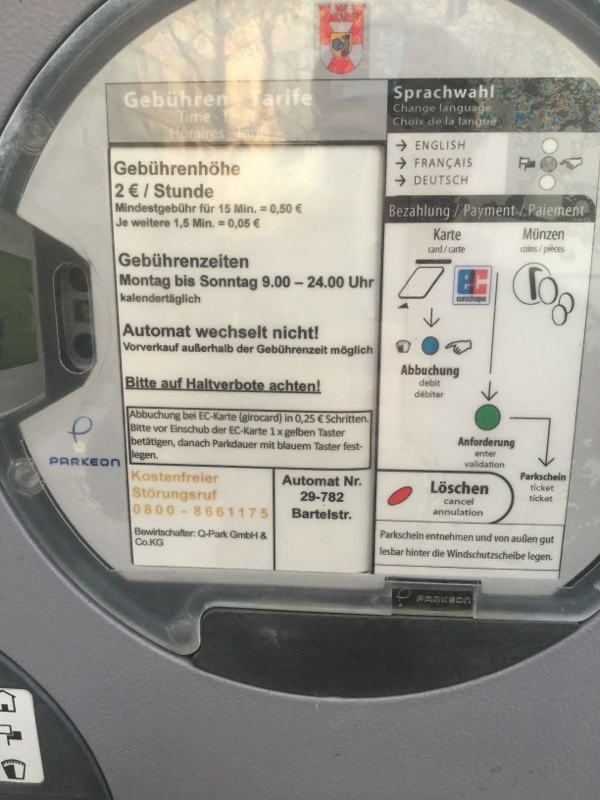 Gebühren Tarife
Time - Tarif
Horaires Tarif
Gebührenhöhe
2 € / Stunde
Mindestgebühr für 15 Min. = 0,50 €
Je weitere 1,5 Min. = 0,05 €
Gebührenzeiten
Montag bis Sonntag 9.00 – 24.00 Uhr
kalendertäglich
Automat wechselt nicht!
Vorverkauf außerhalb der Gebührenzeit möglich
Bitte auf Haltverbote achten!
Abbuchung bei EC-Karte (girocard) in 0,25 € Schritten.
Bitte vor Einschub der EC-Karte 1 x gelben Taster
betätigen, danach Parkdauer mit blauem Taster fest-
legen.
Kostenfreier
Störungsruf
0800 - 8661175
Bewirtschafter: Q-Park GmbH &
Co.KG
Automat Nr.
29-782
Bartelstr.
PARKEON
Sprachwahl
Change language
Choix de la langue
→ ENGLISH
→ FRANÇAIS
→ DEUTSCH
Bezahlung / Payment / Paiement
Karte
card / carte
Münzen
coins / pièces
ec
eurocheque
Abbuchung
debit
débiter
Anforderung
enter
validation
Parkschein
ticket
ticket
Löschen
cancel
annulation
Parkschein entnehmen und von außen gut
lesbar hinter die Windschutzscheibe legen.
PARKEON